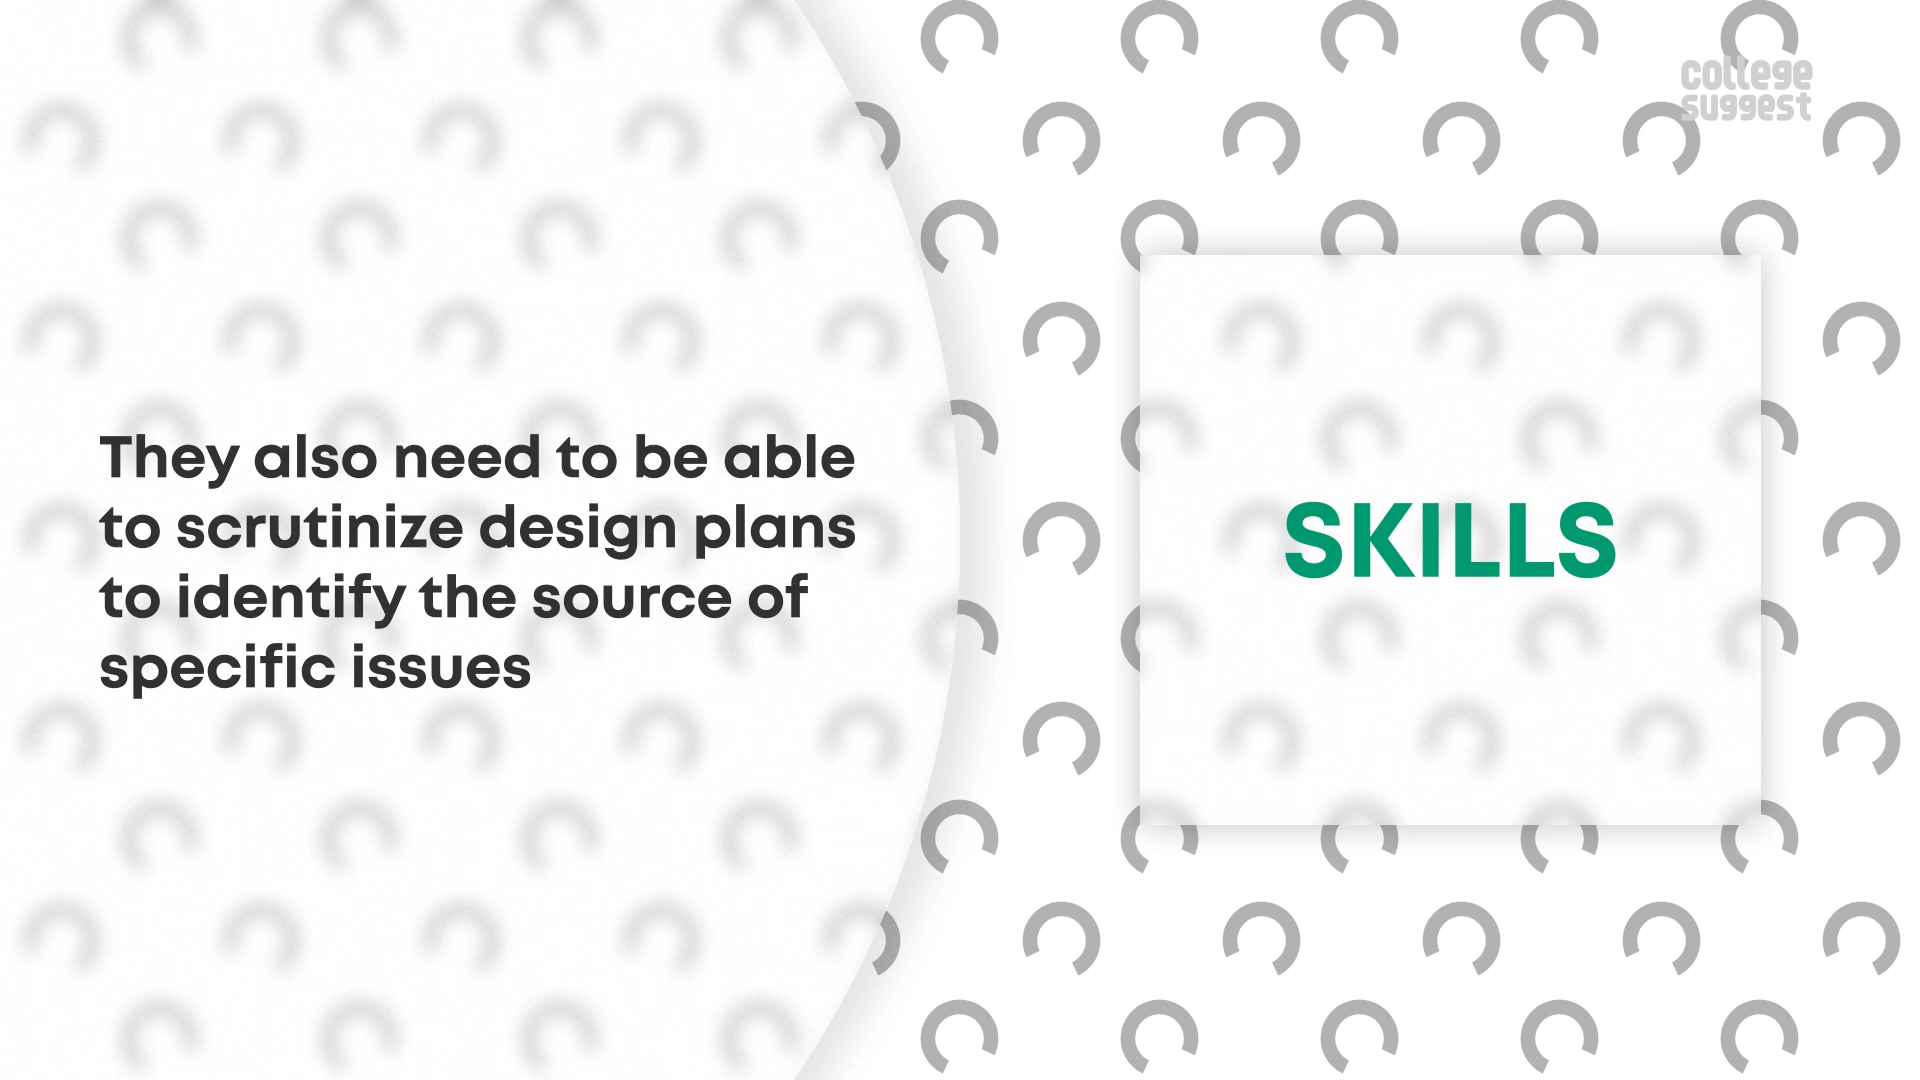 They also need to be able
to scrutinize design plans
to identify the source of
specific issues
SKILLS
college
suggest